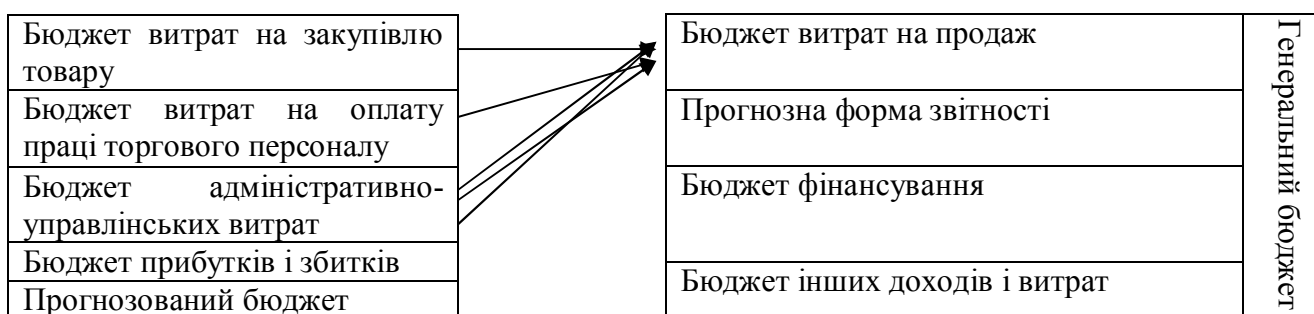 Бюджет витрат на закупівлю
товару
Бюджет витрат на оплату
праці торгового персоналу
Бюджет адміністративно-
управлінських витрат
Бюджет прибутків і збитків
Прогнозований бюджет
Бюджет витрат на продаж
Прогнозна форма звітності
Бюджет фінансування
Бюджет інших доходів і витрат
Генеральний бюджет